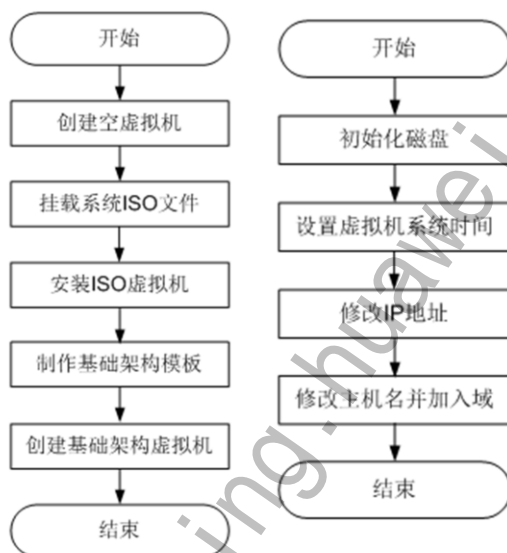 开始
创建空虚拟机
挂载系统ISO文件
安装ISO虚拟机
制作基础架构模板
创建基础架构虚拟机
结束
开始
初始化磁盘
设置虚拟机系统时间
修改IP地址
修改主机名并加入域
结束
ing.huawei